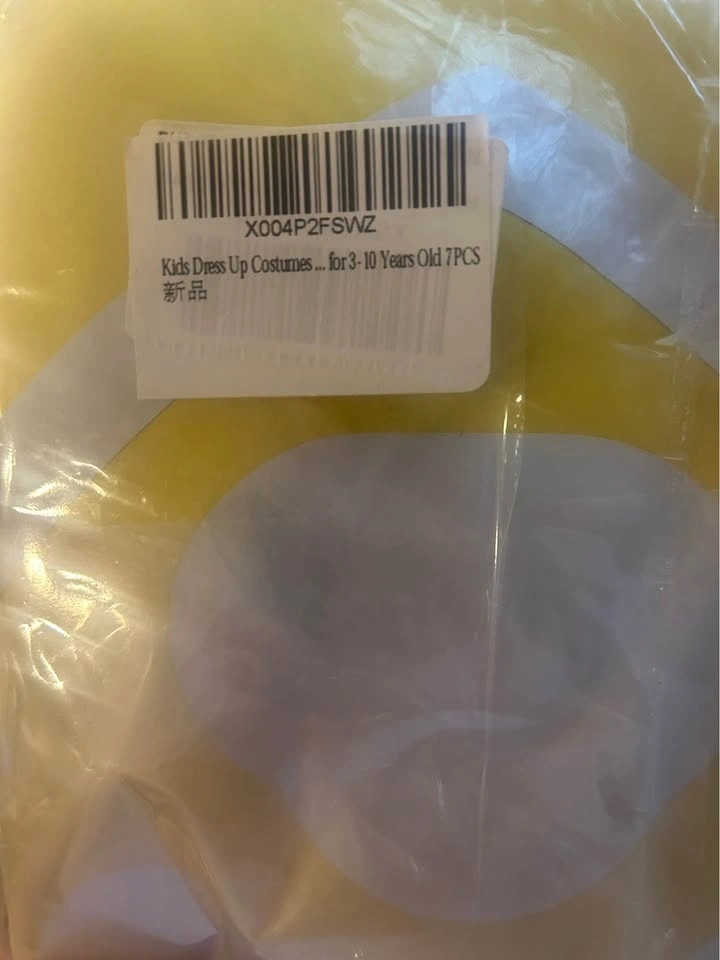 X004P2FSWZ
Kids Dress Up Costumes ... for 3-10 Years Old 7PCS
新品